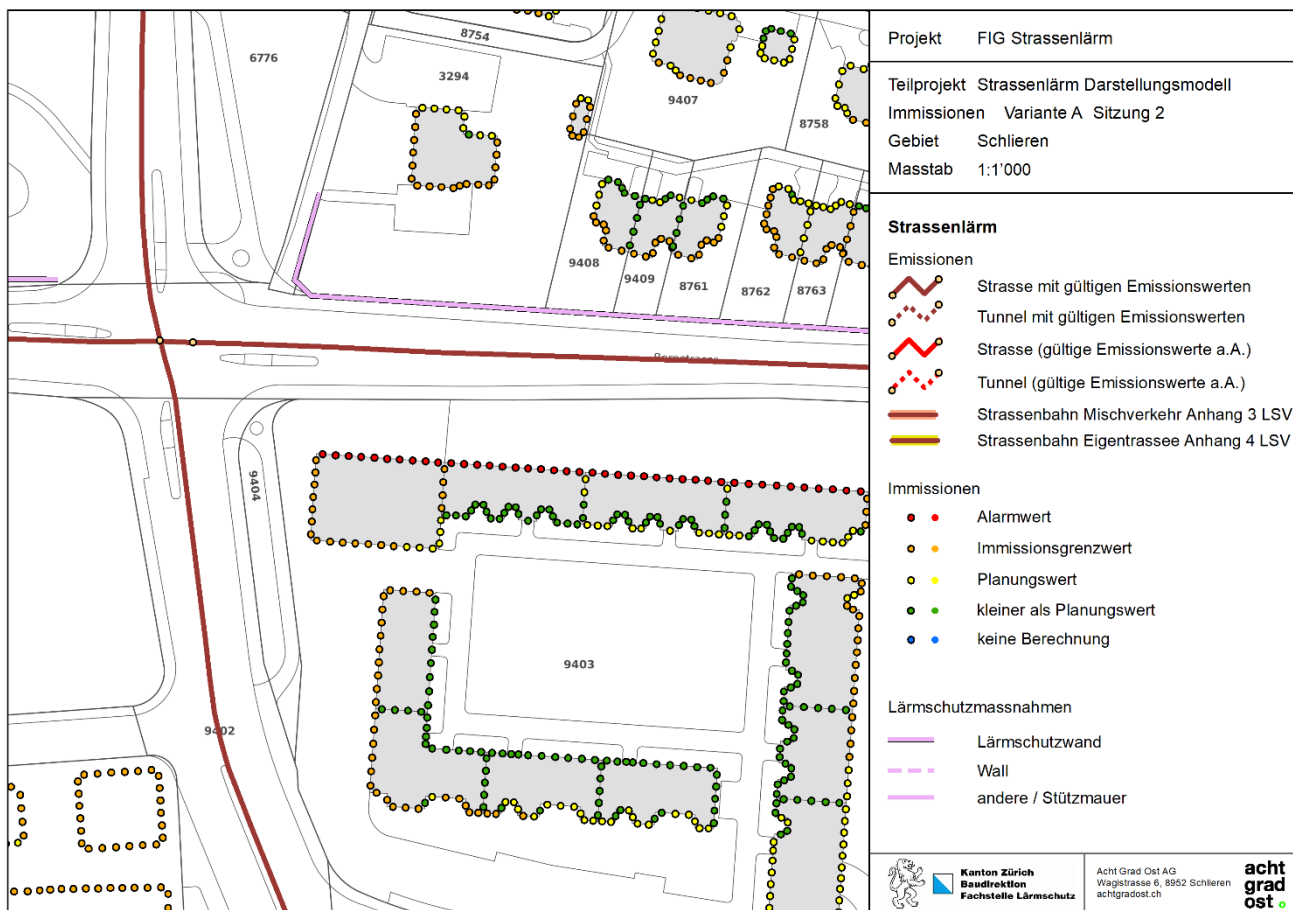 6776
8754
3294
9407
8758
9408
9409
8761
8762
8763
9404
9403
9402
Projekt FIG Strassenlärm
Teilprojekt Strassenlärm Darstellungsmodell
Immissionen Variante A Sitzung 2
Gebiet Schlieren
Masstab 1:1'000
Strassenlärm
Emissionen
Strasse mit gültigen Emissionswerten
Tunnel mit gültigen Emissionswerten
Strasse (gültige Emissionswerte a.A.)
Tunnel (gültige Emissionswerte a.A.)
Strassenbahn Mischverkehr Anhang 3 LSV
Strassenbahn Eigentrassee Anhang 4 LSV
Immissionen
Alarmwert
Immissionsgrenzwert
Planungswert
kleiner als Planungswert
keine Berechnung
Lärmschutzmassnahmen
Lärmschutzwand
Wall
andere / Stützmauer
Kanton Zürich
Baudirektion
Fachstelle Lärmschutz
Acht Grad Ost AG
Wagistrasse 6, 8952 Schlieren
achtgradost.ch
acht
grad
ost